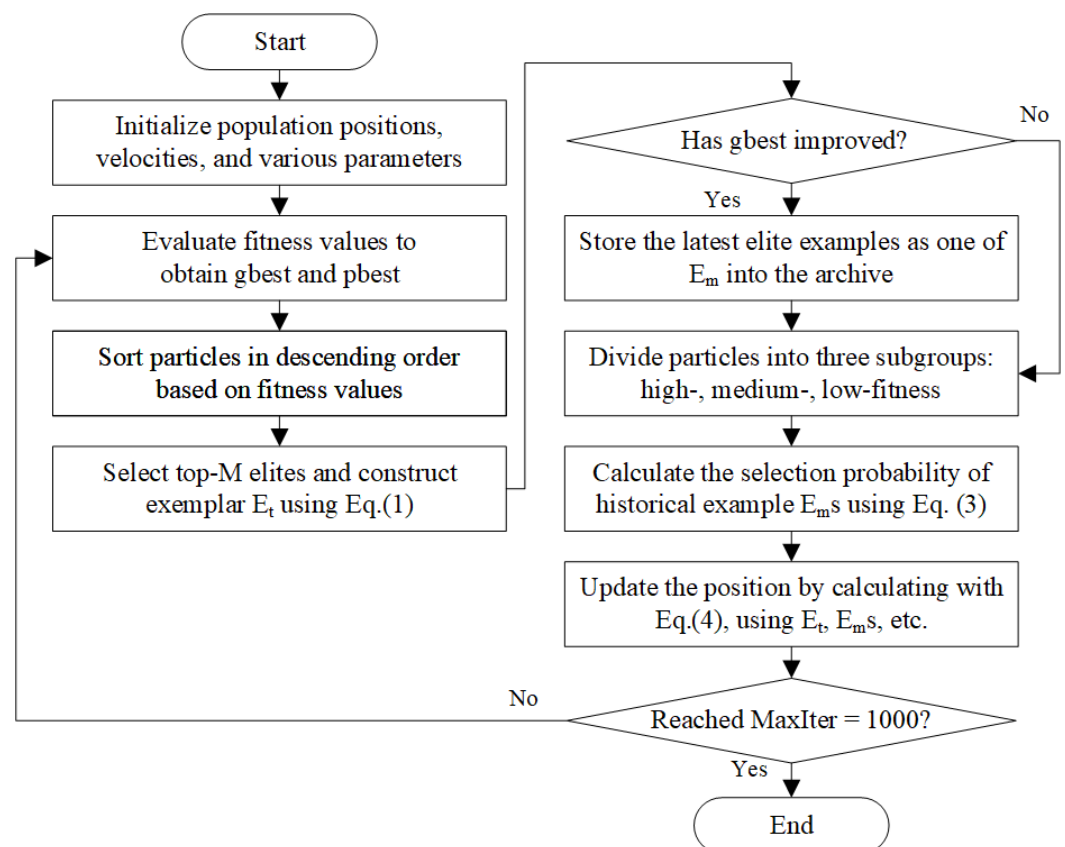 Start
Initialize population positions,
velocities, and various parameters
Evaluate fitness values to
obtain gbest and pbest
Sort particles in descending order
based on fitness values
Select top-M elites and construct
exemplar Et using Eq.(1)
Has gbest improved?
No
Yes
Store the latest elite examples as one of
Em into the archive
Divide particles into three subgroups:
high-, medium-, low-fitness
Calculate the selection probability of
historical example Ems using Eq. (3)
Update the position by calculating with
Eq.(4), using Et, Ems, etc.
No
Reached MaxIter = 1000?
Yes
End